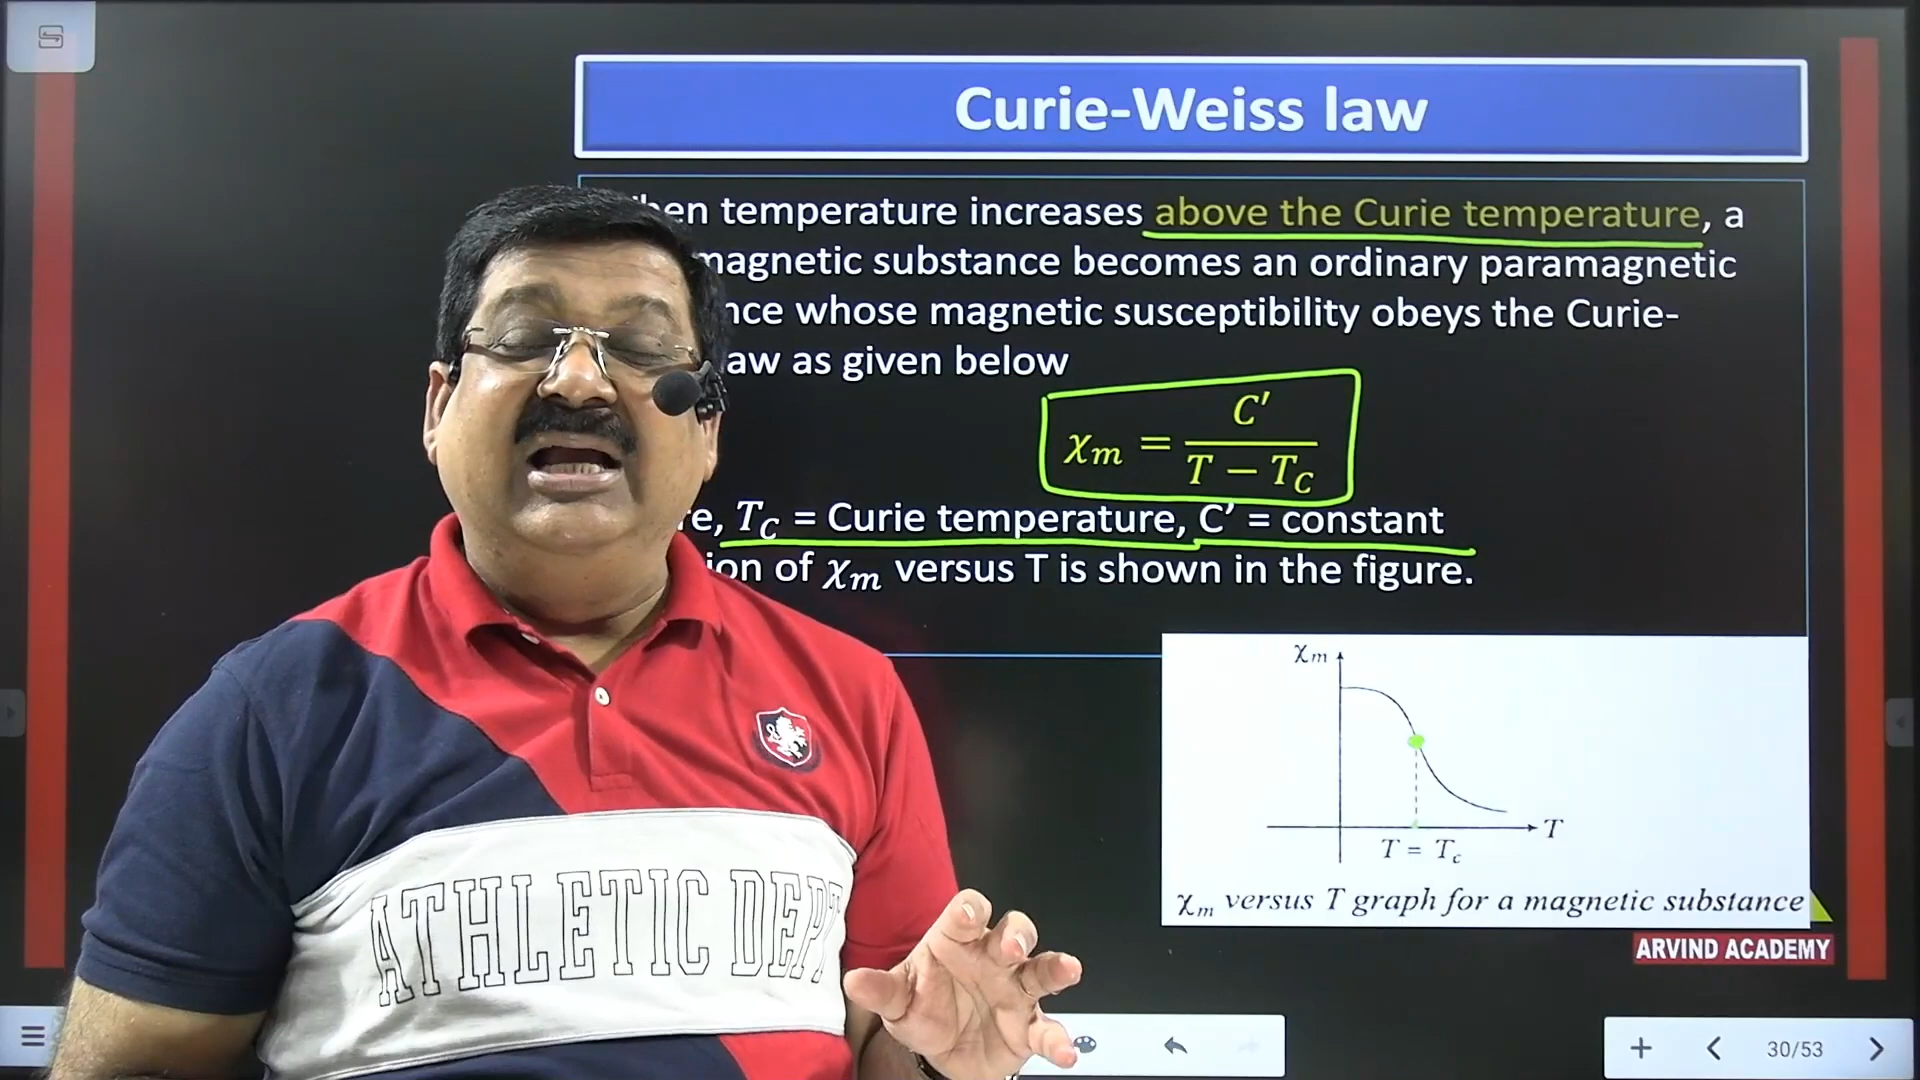 Curie-Weiss law
hen temperature increases above the Curie temperature, a
magnetic substance becomes an ordinary paramagnetic
nce whose magnetic susceptibility obeys the Curie-
law as given below
χm = C′ / T − TC
re, TC = Curie temperature, C’ = constant
ion of χm versus T is shown in the figure.
χm
T
T = Tc
χm versus T graph for a magnetic substance
ARVIND ACADEMY
ATHLETIC DEPT
30/53